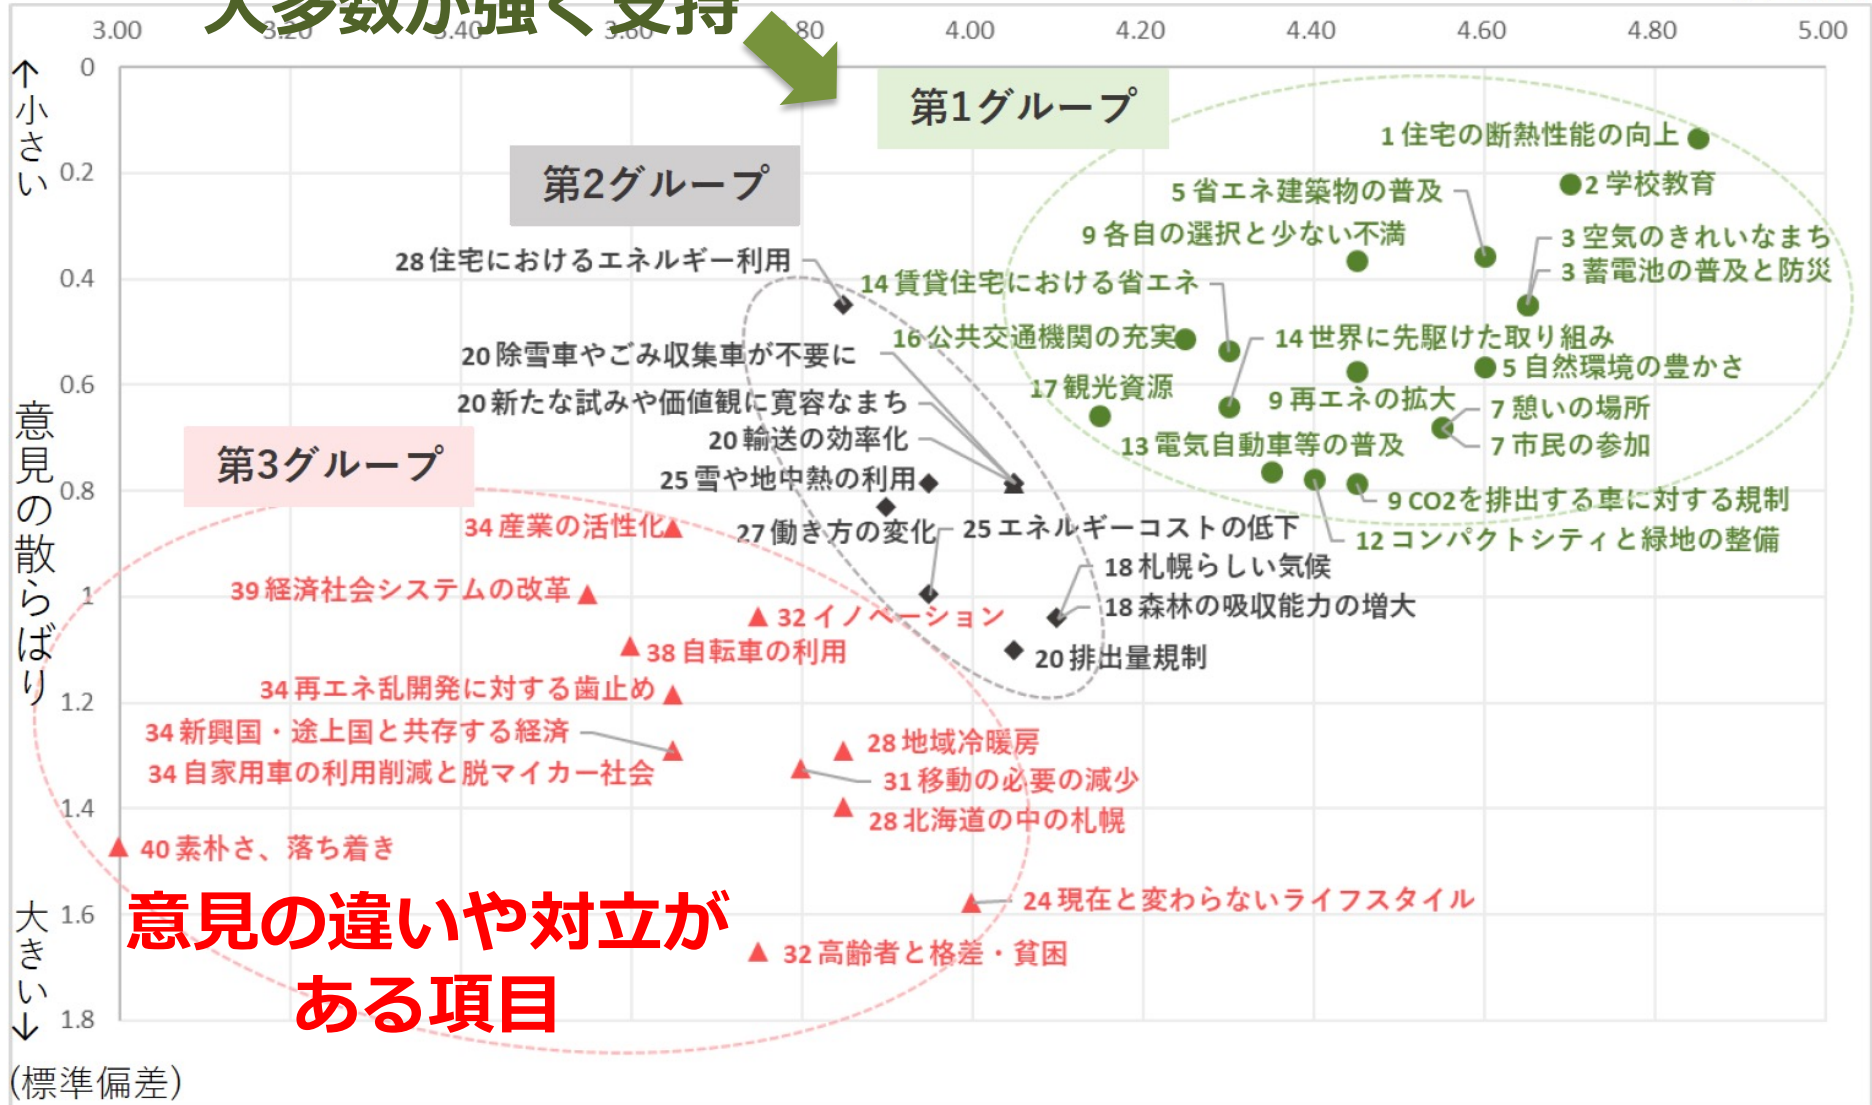 大多数が強く支持
3.00 3.20 3.40 3.60 3.80 4.00 4.20 4.40 4.60 4.80 5.00
↑小さい
意見の散らばり
大きい↓
(標準偏差)
0
0.2
0.4
0.6
0.8
1
1.2
1.4
1.6
1.8
第1グループ
1 住宅の断熱性能の向上
2 学校教育
5 省エネ建築物の普及
9 各自の選択と少ない不満
3 空気のきれいなまち
3 蓄電池の普及と防災
14 賃貸住宅における省エネ
16 公共交通機関の充実
14 世界に先駆けた取り組み
5 自然環境の豊かさ
17 観光資源
9 再エネの拡大
7 憩いの場所
7 市民の参加
13 電気自動車等の普及
9 CO2を排出する車に対する規制
12 コンパクトシティと緑地の整備
第2グループ
28 住宅におけるエネルギー利用
20 除雪車やごみ収集車が不要に
20 新たな試みや価値観に寛容なまち
20 輸送の効率化
25 雪や地中熱の利用
27 働き方の変化
25 エネルギーコストの低下
18 札幌らしい気候
18 森林の吸収能力の増大
20 排出量規制
第3グループ
34 産業の活性化
39 経済社会システムの改革
32 イノベーション
38 自転車の利用
34 再エネ乱開発に対する歯止め
34 新興国・途上国と共存する経済
34 自家用車の利用削減と脱マイカー社会
28 地域冷暖房
31 移動の必要の減少
28 北海道の中の札幌
40 素朴さ、落ち着き
24 現在と変わらないライフスタイル
32 高齢者と格差・貧困
意見の違いや対立が
ある項目